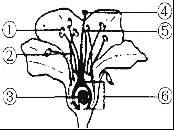 ④
① ⑤
②
③ ⑥